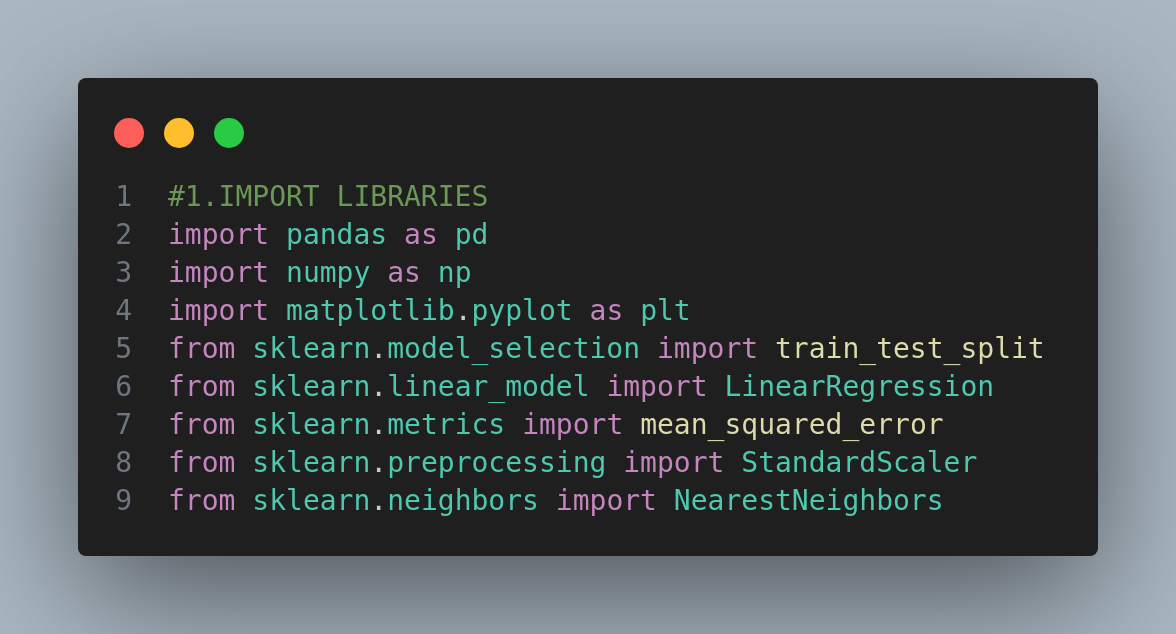 1 #1.IMPORT LIBRARIES
2 import pandas as pd
3 import numpy as np
4 import matplotlib.pyplot as plt
5 from sklearn.model_selection import train_test_split
6 from sklearn.linear_model import LinearRegression
7 from sklearn.metrics import mean_squared_error
8 from sklearn.preprocessing import StandardScaler
9 from sklearn.neighbors import NearestNeighbors